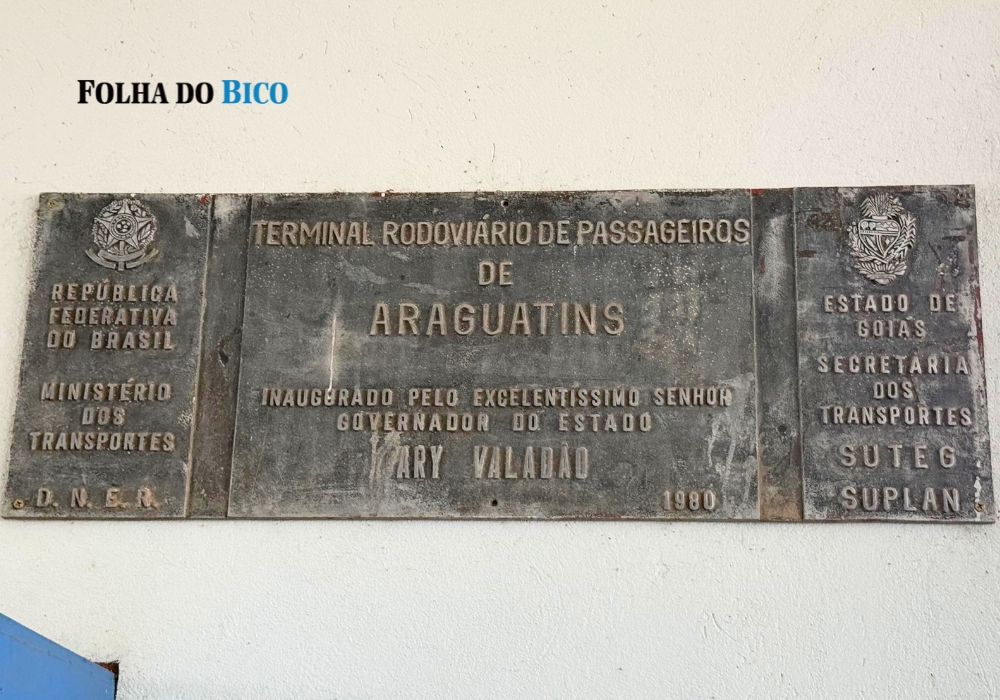 FOLHA DO BICO
REPÚBLICA
FEDERATIVA
DO BRASIL
MINISTÉRIO
DOS
TRANSPORTES
D. N. E. R.
TERMINAL RODOVIÁRIO DE PASSAGEIROS
DE
ARAGUATINS
INAUGURADO PELO EXCELENTÍSSIMO SENHOR
GOVERNADOR DO ESTADO
ARY VALADÃO
1980
ESTADO DE
GOIÁS
SECRETARIA
DOS
TRANSPORTES
SUTEG
SUPLAN